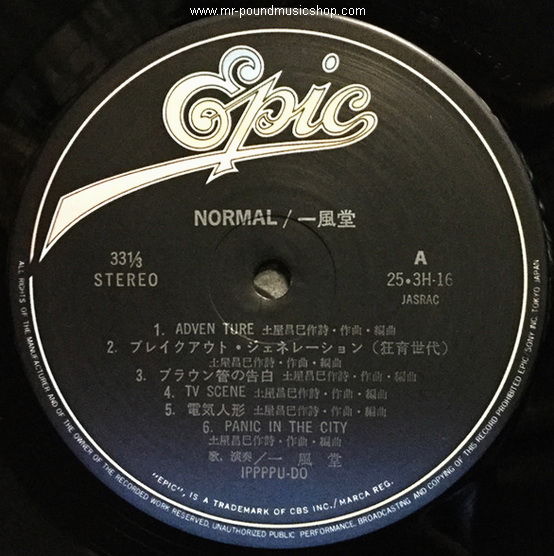 www.mr-poundmusicshop.com
Epic
NORMAL / 一風堂
33⅓
STEREO
A
25・3H-16
JASRAC
1. ADVEN TURE 土屋昌巳作詩・作曲・編曲
2. ブレイクアウト・ジェネレーション（狂育世代）
土屋昌巳作詩・作曲・編曲
3. ブラウン管の告白 土屋昌巳作詩・作曲・編曲
4. TV SCENE 土屋昌巳作詩・作曲・編曲
5. 電気人形 土屋昌巳作詩・作曲・編曲
6. PANIC IN THE CITY
土屋昌巳作詩・作曲・編曲
歌，演奏／一風堂
IPPPPU-DO
"EPIC", IS A TRADEMARK OF CBS INC./MARCA REG.
ALL RIGHTS OF THE MANUFACTURER AND OF THE OWNER OF THE RECORDED WORK RESERVED. UNAUTHORIZED PUBLIC PERFORMANCE, BROADCASTING AND COPYING OF THIS RECORD PROHIBITED EPIC/SONY INC. TOKYO JAPAN